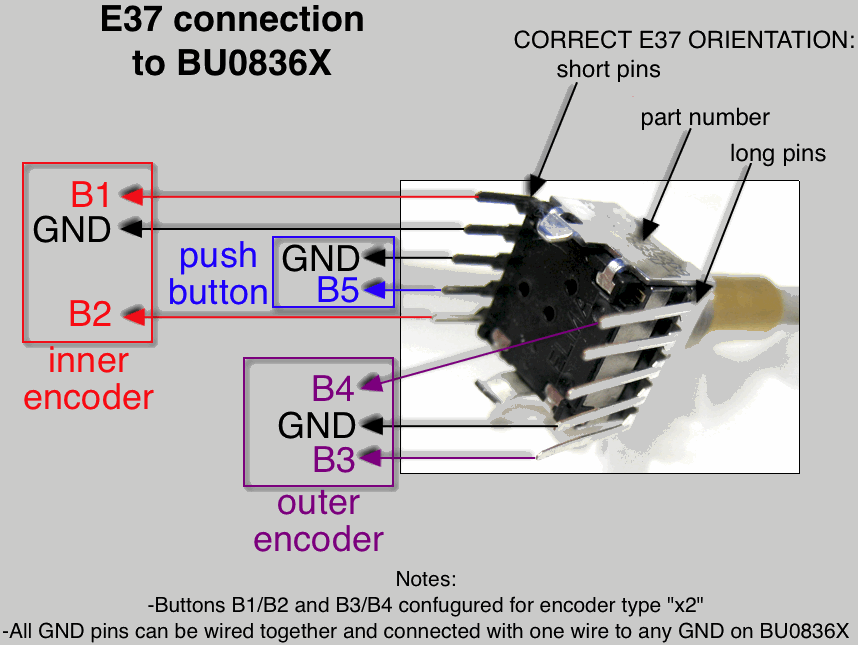 E37 connection
to BU0836X
CORRECT E37 ORIENTATION:
short pins
part number
long pins
B1
GND
B2
inner
encoder
push
button
GND
B5
B4
GND
B3
outer
encoder
Notes:
-Buttons B1/B2 and B3/B4 confugured for encoder type "x2"
-All GND pins can be wired together and connected with one wire to any GND on BU0836X